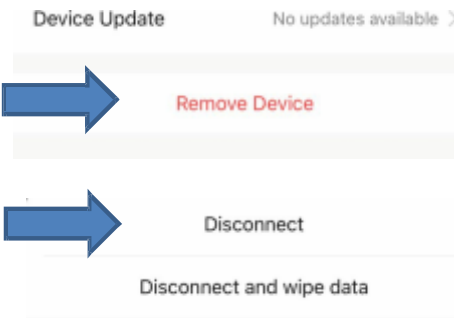 Device Update No updates available
Remove Device
Disconnect
Disconnect and wipe data